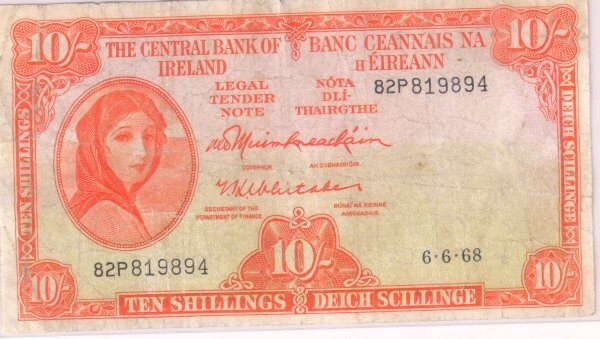 10/-
10/-
THE CENTRAL BANK OF
IRELAND
BANC CEANNAIS NA
H ÉIREANN
LEGAL
TENDER
NOTE
NÓTA
DLÍ-
THAIRGTHE
82P819894
GOVERNOR
AN GOBHARNÓIR
SECRETARY OF THE
DEPARTMENT OF FINANCE
RÚNAÍ NA ROINNE
AIRGEADAIS
TEN SHILLINGS
DEICH SCILLINGE
82P819894
10/-
6·6·68
10/-
10/-
TEN SHILLINGS
DEICH SCILLINGE